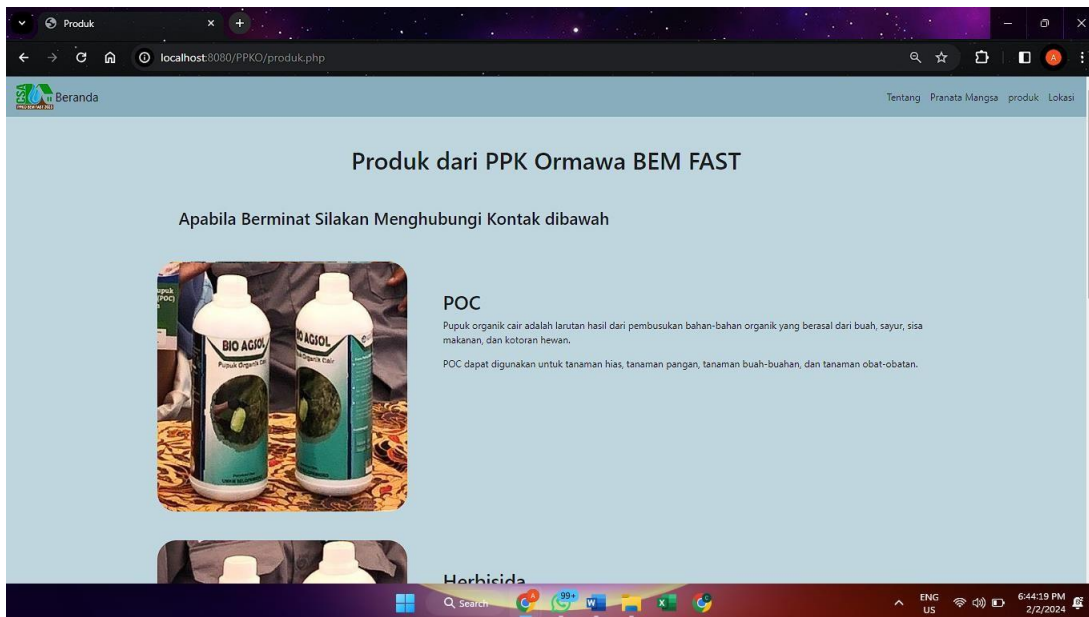 Produk
localhost:8080/PPKO/produk.php
Beranda
Tentang Pranata Mangsa produk Lokasi
Produk dari PPK Ormawa BEM FAST
Apabila Berminat Silakan Menghubungi Kontak dibawah
(POC)
BIO AGSOL
Pupuk Organik Cair
BIO AGSOL
Pupuk Organik Cair
POC
Pupuk organik cair adalah larutan hasil dari pembusukan bahan-bahan organik yang berasal dari buah, sayur, sisa
makanan, dan kotoran hewan.
POC dapat digunakan untuk tanaman hias, tanaman pangan, tanaman buah-buahan, dan tanaman obat-obatan.
Herbisida
Search
99+
ENG
US
6:44:19 PM
2/2/2024